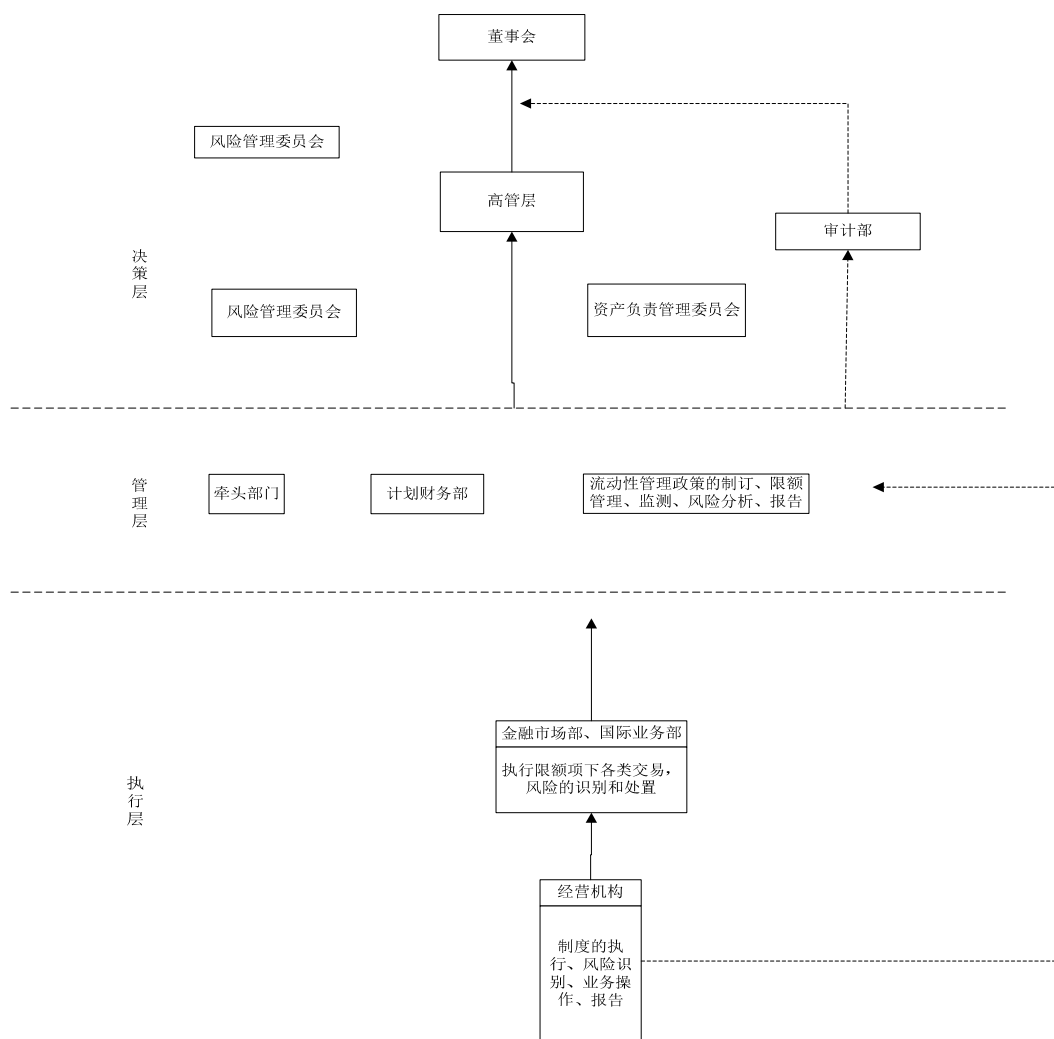 董事会
风险管理委员会
高管层
审计部
决策层
风险管理委员会
资产负责管理委员会
管理层
牵头部门
计划财务部
流动性管理政策的制订、限额
管理、监测、风险分析、报告
金融市场部、国际业务部
执行限额项下各类交易，
风险的识别和处置
执行层
经营机构
制度的执
行、风险识
别、业务操
作、报告